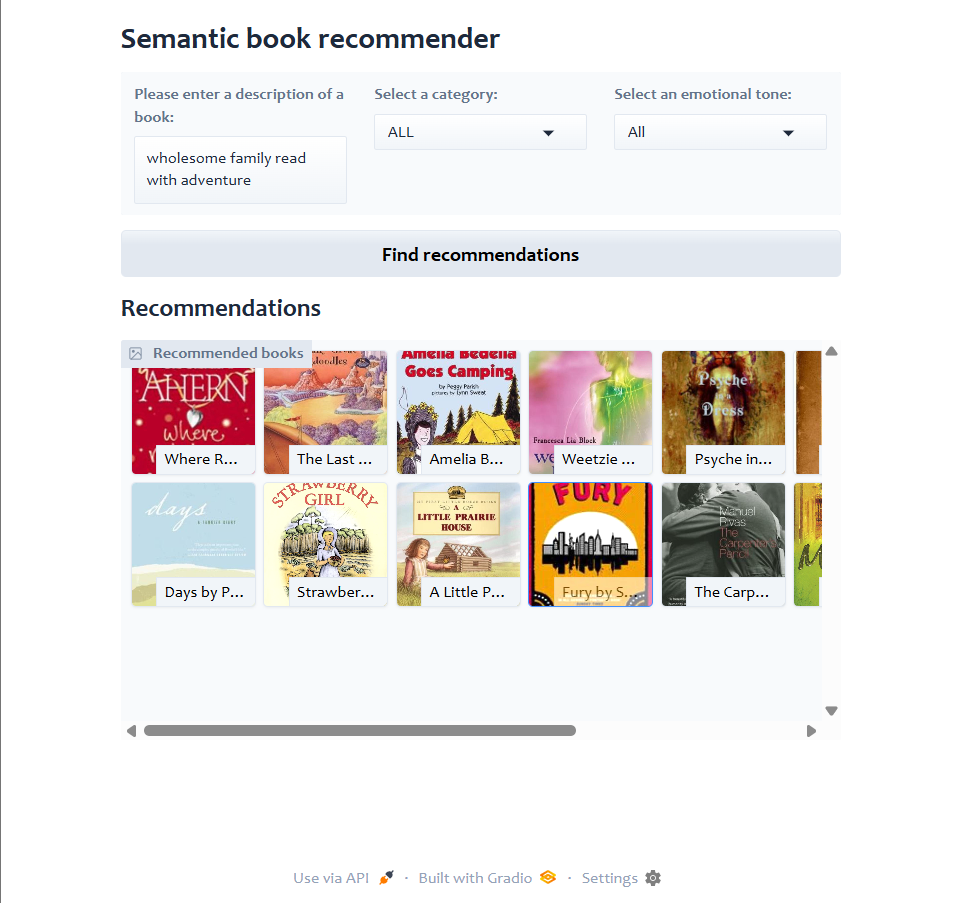 Semantic book recommender
Please enter a description of a
book:
wholesome family read
with adventure
Select a category:
ALL
Select an emotional tone:
All
Find recommendations
Recommendations
Recommended books
AHERN
where
Where R...
doodles
The Last ...
Amelia Bedelia
Goes Camping
by Peggy Parish
pictures by Lynn Sweat
Amelia B...
Francesca Lia Block
We
Weetzie ...
Psyche
in a
Dress
Psyche in...
days
Days by P...
STRAWBERRY
GIRL
Strawber...
A
LITTLE PRAIRIE
HOUSE
A Little P...
FURY
Fury by S...
Manuel
Rivas
The
Carpenter's
Pencil
The Carp...
Use via API · Built with Gradio · Settings